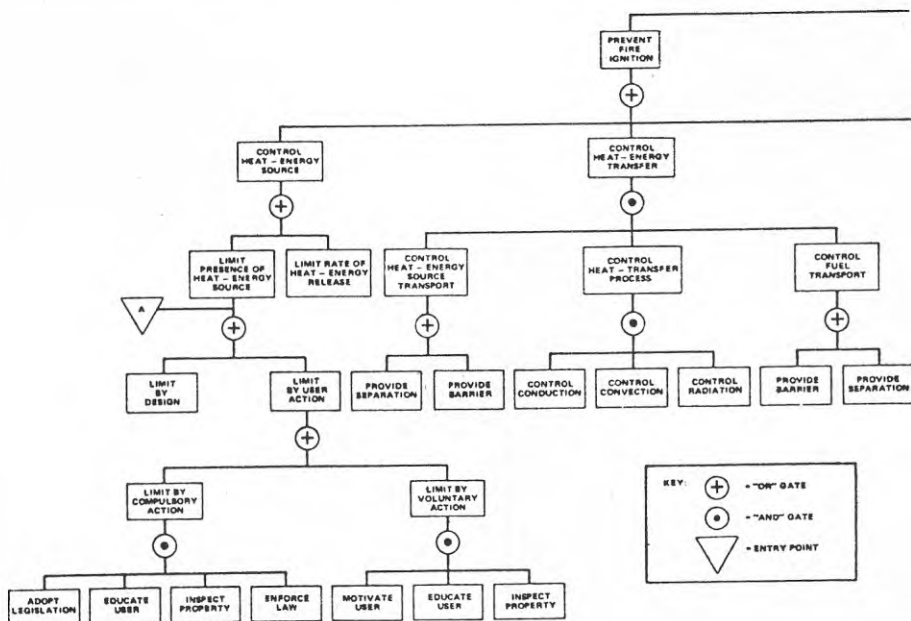 PREVENT
FIRE
IGNITION
CONTROL
HEAT – ENERGY
SOURCE
CONTROL
HEAT – ENERGY
TRANSFER
LIMIT
PRESENCE OF
HEAT – ENERGY
SOURCE
LIMIT RATE OF
HEAT – ENERGY
RELEASE
CONTROL
HEAT – ENERGY
SOURCE
TRANSPORT
CONTROL
HEAT – TRANSFER
PROCESS
CONTROL
FUEL
TRANSPORT
A
LIMIT
BY
DESIGN
LIMIT
BY USER
ACTION
PROVIDE
SEPARATION
PROVIDE
BARRIER
CONTROL
CONDUCTION
CONTROL
CONVECTION
CONTROL
RADIATION
PROVIDE
BARRIER
PROVIDE
SEPARATION
LIMIT BY
COMPULSORY
ACTION
LIMIT BY
VOLUNTARY
ACTION
ADOPT
LEGISLATION
EDUCATE
USER
INSPECT
PROPERTY
ENFORCE
LAW
MOTIVATE
USER
EDUCATE
USER
INSPECT
PROPERTY
KEY:
= "OR" GATE
= "AND" GATE
= ENTRY POINT